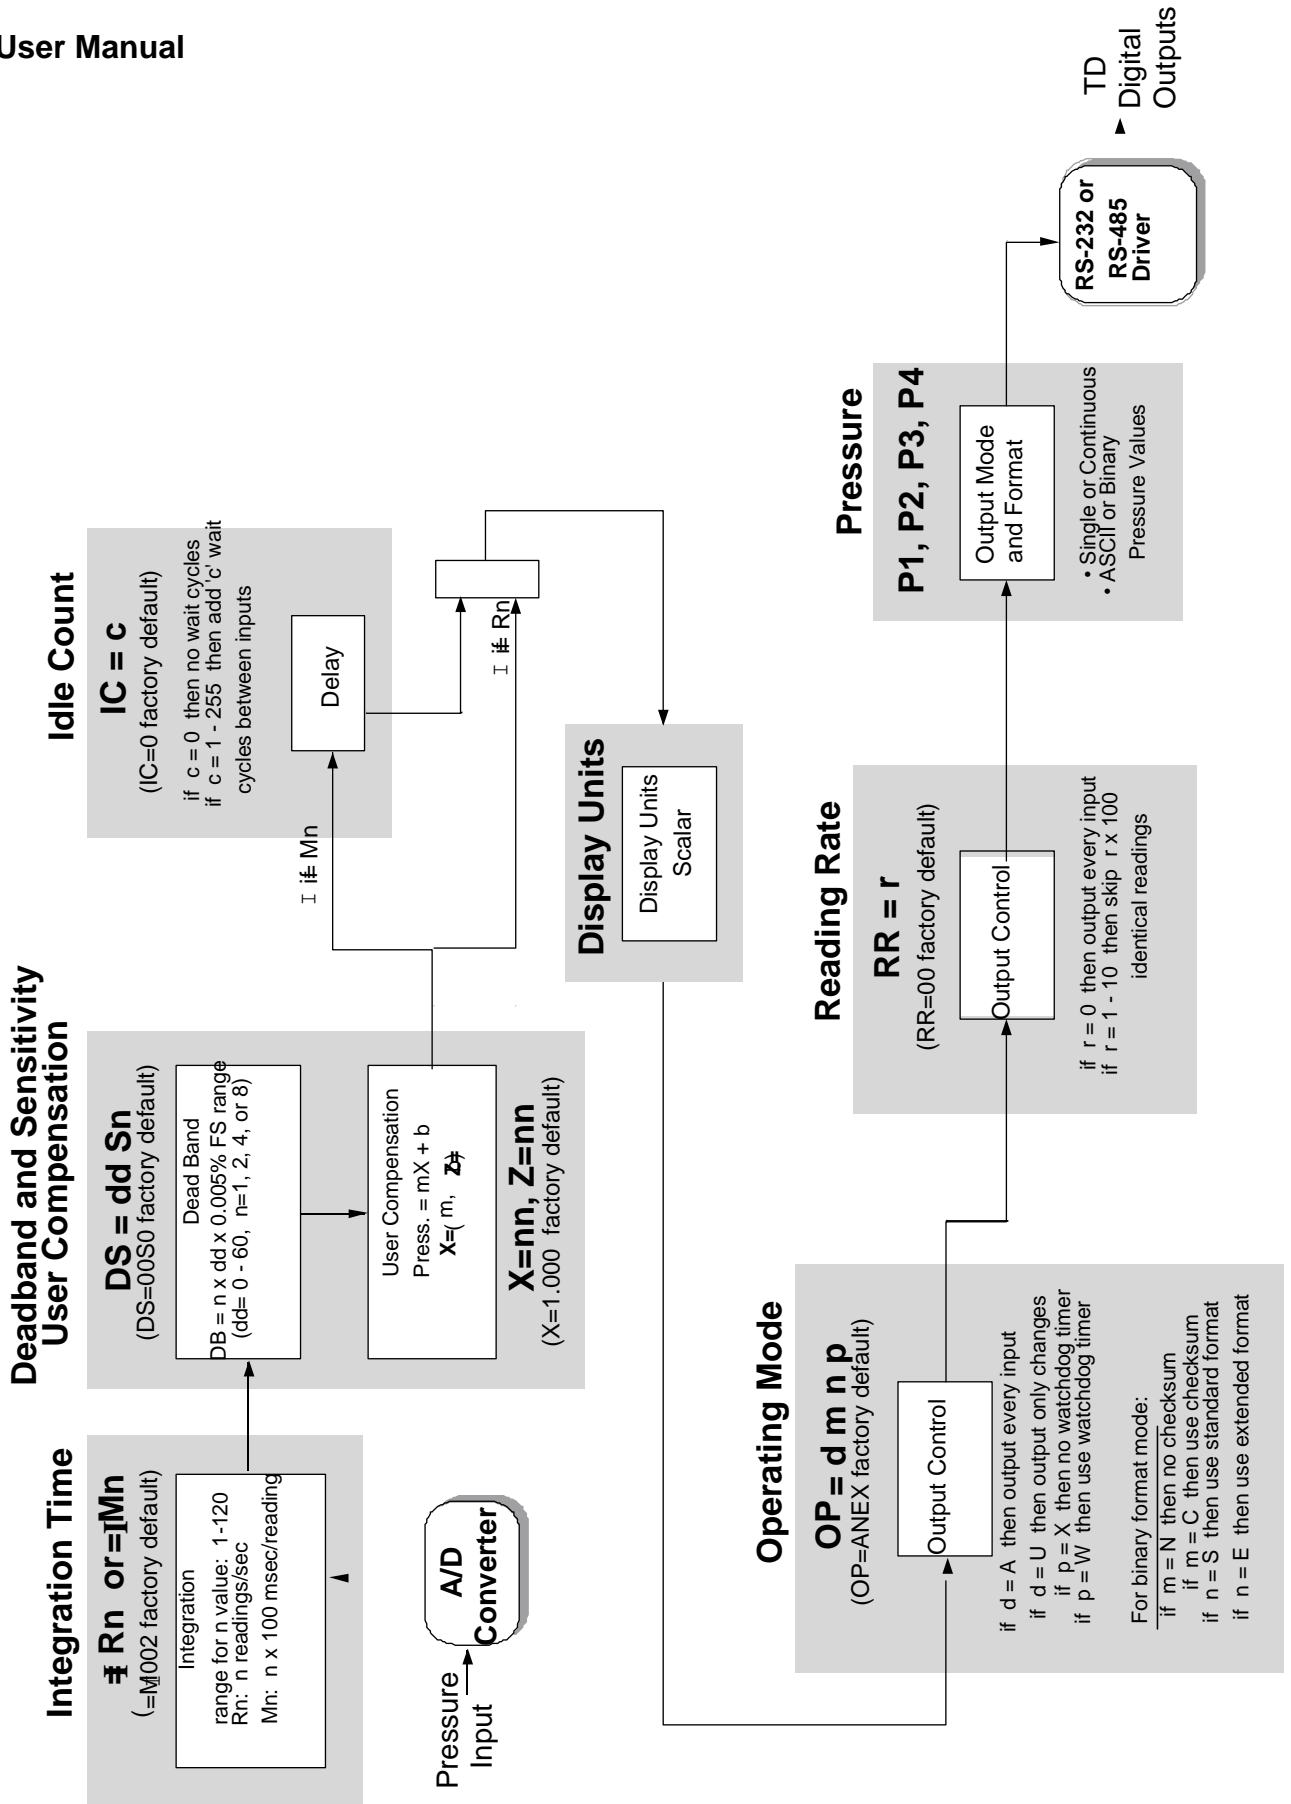 User Manual
Integration Time
I= Rn or I=Mn
(I=M002 factory default)
Integration
range for n value: 1-120
Rn: n readings/sec
Mn: n x 100 msec/reading
Pressure
Input
A/D
Converter
Deadband and Sensitivity
User Compensation
DS = dd Sn
(DS=00S0 factory default)
Dead Band
DB = n x dd x 0.005% FS range
(dd= 0 - 60, n=1, 2, 4, or 8)
User Compensation
Press. = mX + b
X=( m, Z=)
X=nn, Z=nn
(X=1.000 factory default)
Idle Count
IC = c
(IC=0 factory default)
if c = 0 then no wait cycles
if c = 1 - 255 then add 'c' wait
cycles between inputs
Delay
if I=Mn
if I= Rn
Display Units
Display Units
Scalar
Operating Mode
OP= d m n p
(OP=ANEX factory default)
Output Control
if d = A then output every input
if d = U then output only changes
if p = X then no watchdog timer
if p = W then use watchdog timer
For binary format mode:
if m = N then no checksum
if m = C then use checksum
if n = S then use standard format
if n = E then use extended format
Reading Rate
RR = r
(RR=00 factory default)
Output Control
if r = 0 then output every input
if r = 1 - 10 then skip r x 100
identical readings
Pressure
P1, P2, P3, P4
Output Mode
and Format
• Single or Continuous
• ASCII or Binary
Pressure Values
RS-232 or
RS-485
Driver
TD
Digital
Outputs